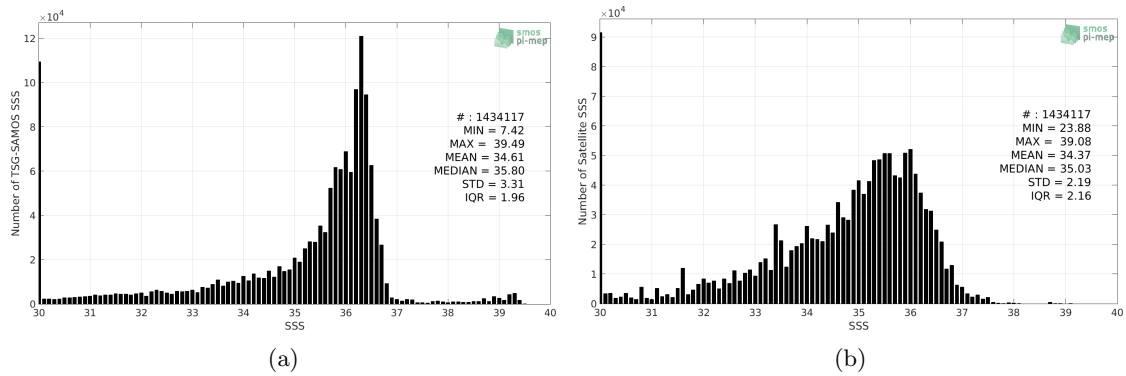 ×10⁴
12
10
8
6
4
2
0
Number of TSG-SAMOS SSS
30 31 32 33 34 35 36 37 38 39 40
SSS
smos
pi-mep
# : 1434117
MIN = 7.42
MAX = 39.49
MEAN = 34.61
MEDIAN = 35.80
STD = 3.31
IQR = 1.96
(a)
×10⁴
9
8
7
6
5
4
3
2
1
0
Number of Satellite SSS
30 31 32 33 34 35 36 37 38 39 40
SSS
smos
pi-mep
# : 1434117
MIN = 23.88
MAX = 39.08
MEAN = 34.37
MEDIAN = 35.03
STD = 2.19
IQR = 2.16
(b)